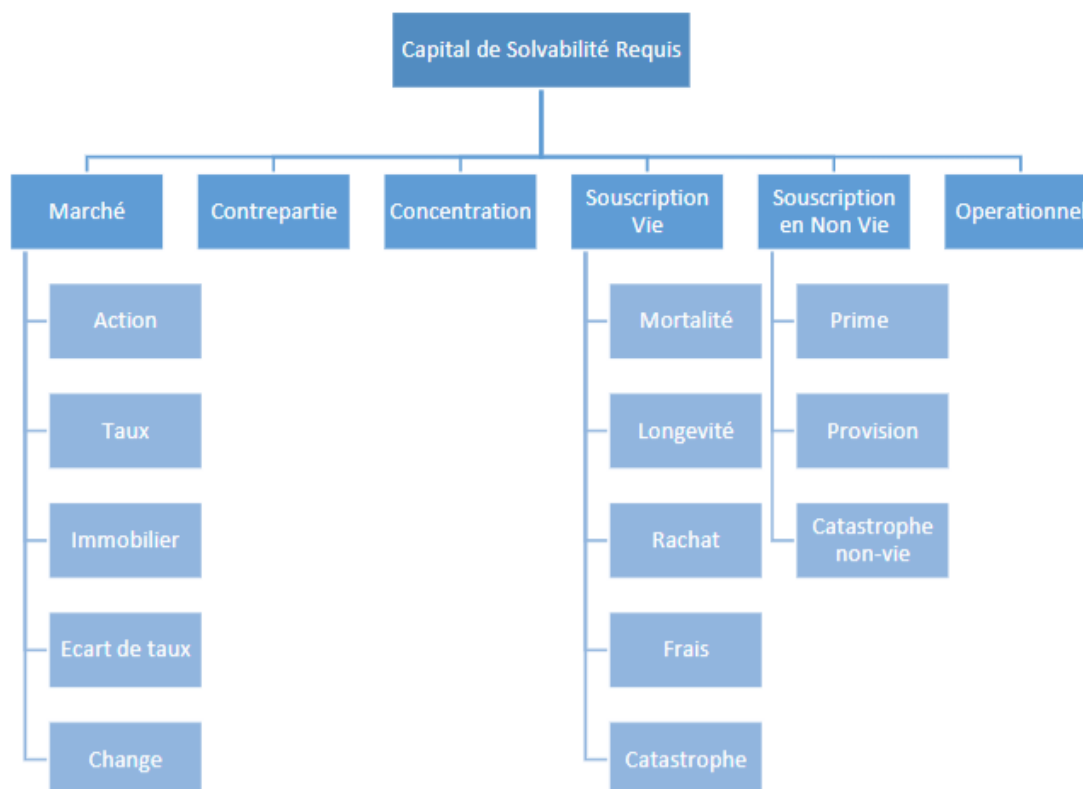 Capital de Solvabilité Requis
Marché
Contrepartie
Concentration
Souscription
Vie
Souscription
en Non Vie
Operationnel
Action
Taux
Immobilier
Ecart de taux
Change
Mortalité
Longevité
Rachat
Frais
Catastrophe
Prime
Provision
Catastrophe
non-vie